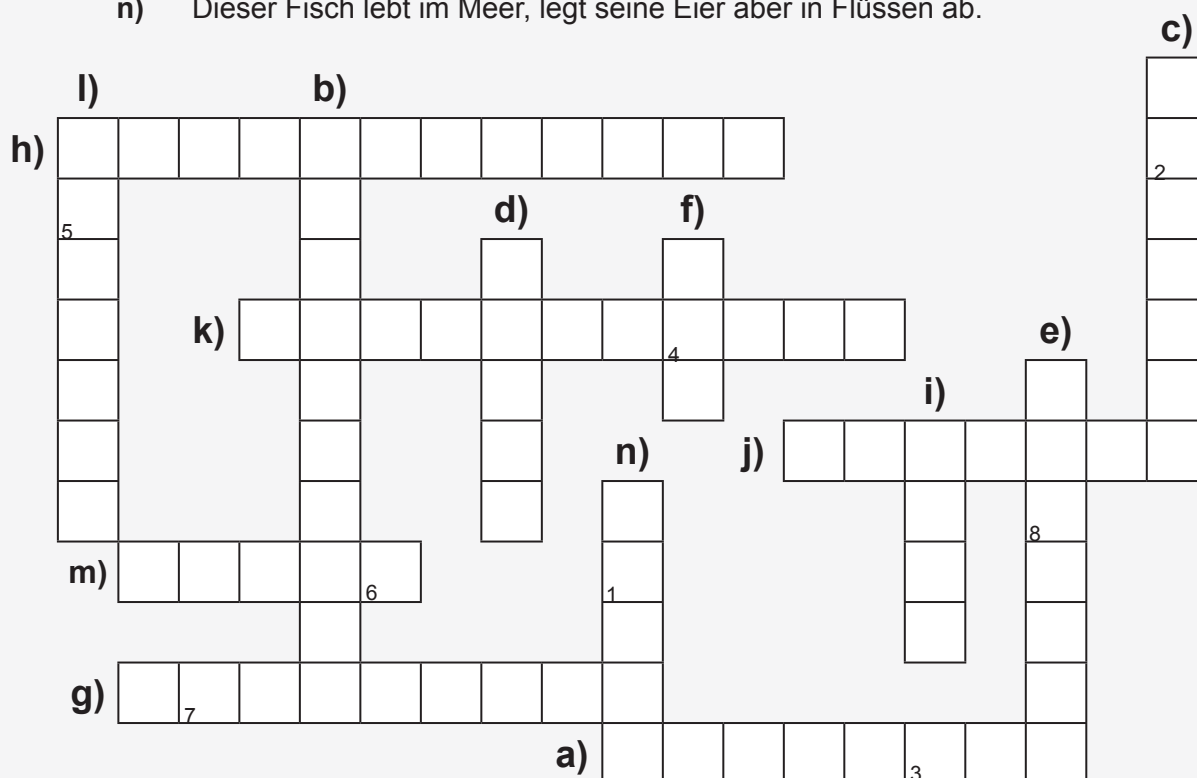 n) Dieser Fisch lebt im Meer, legt seine Eier aber in Flüssen ab.
c)
l) b)
h)
2
d) f)
5
k) e)
4
i)
n) j)
8
m)
6 1
g)
7
a)
3